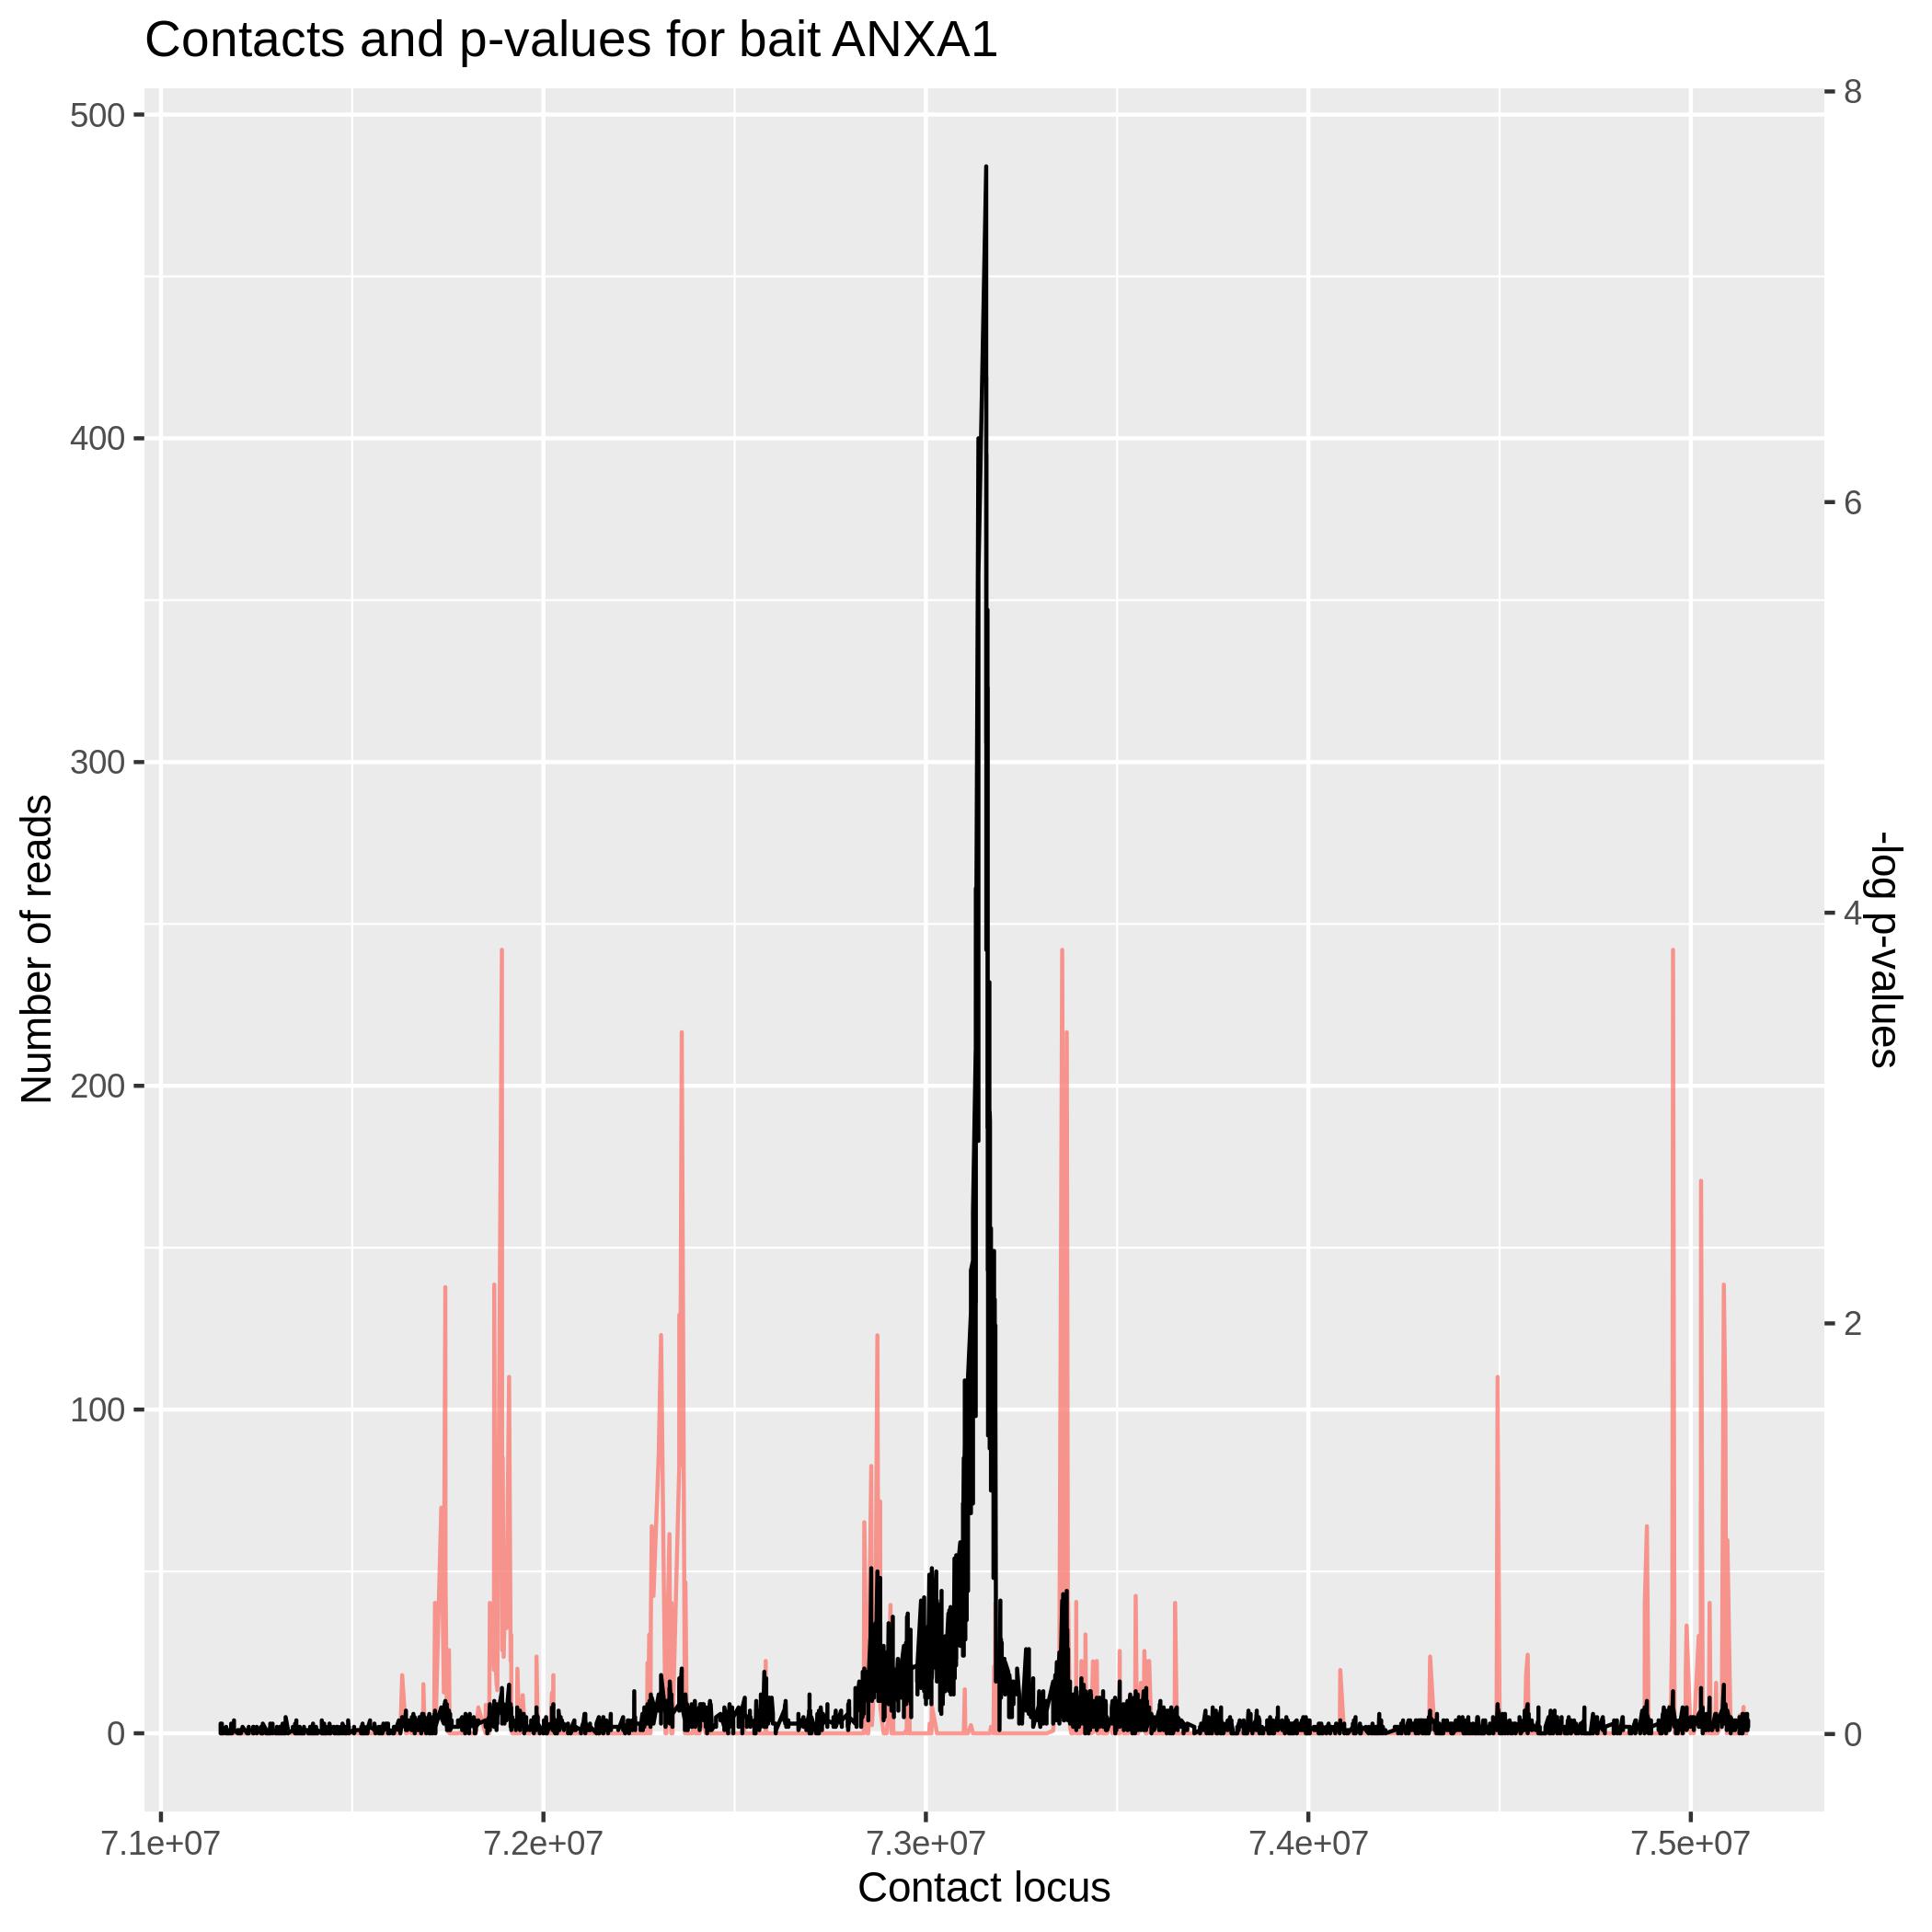 Contacts and p-values for bait ANXA1
500
400
300
200
100
0
Number of reads
8
6
4
2
0
-log p-values
7.1e+07
7.2e+07
7.3e+07
7.4e+07
7.5e+07
Contact locus